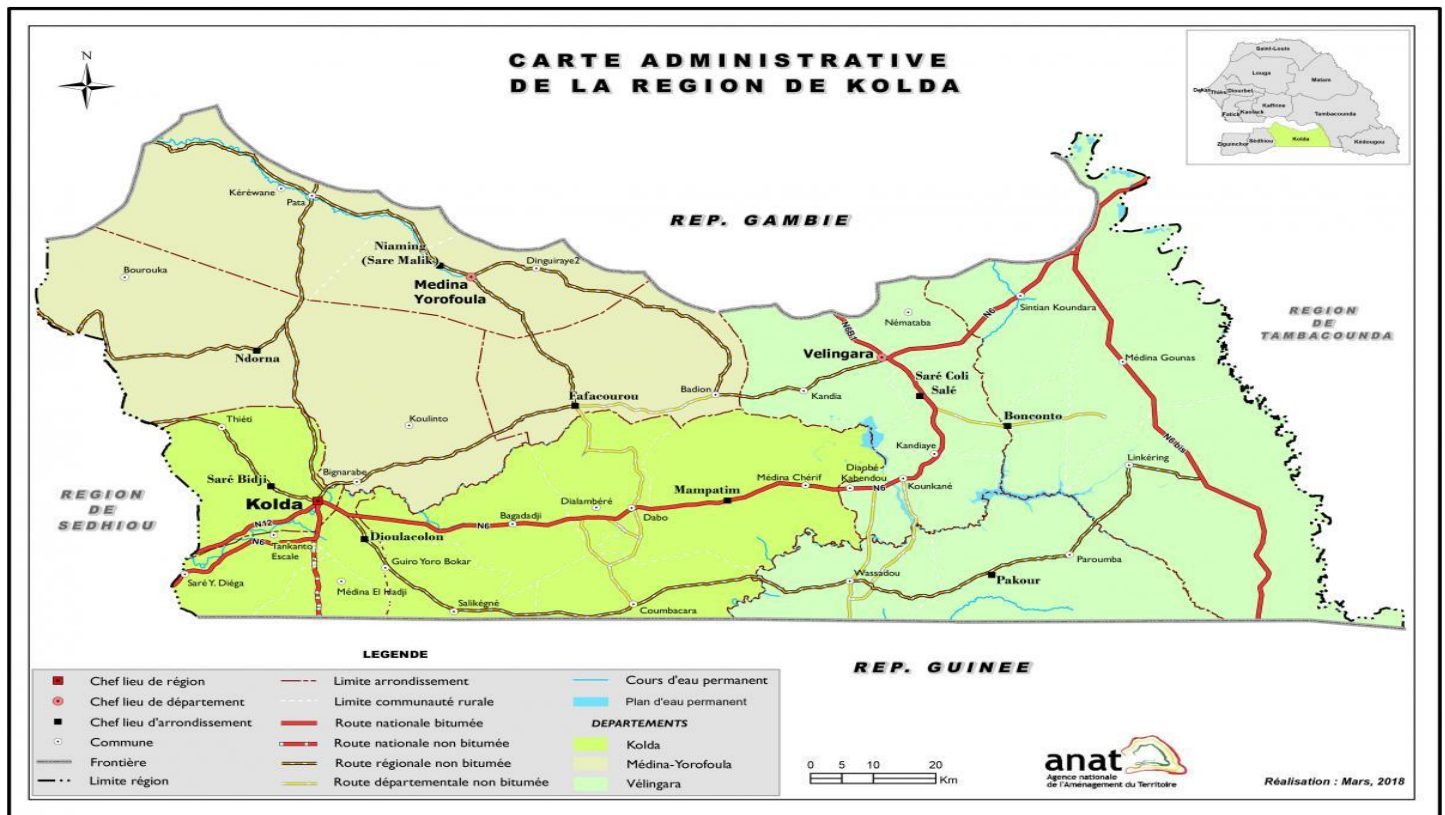 CARTE ADMINISTRATIVE
DE LA REGION DE KOLDA
N
Saint-Louis
Louga
Matam
Dakar
Thiès
Diourbel
Fatick
Kaolack
Kaffrine
Tambacounda
Ziguinchor
Sédhiou
Kolda
Kédougou
REP. GAMBIE
REGION
DE
TAMBACOUNDA
REGION
DE
SEDHIOU
REP. GUINEE
Kéréwane
Pata
Niaming
(Sare Malik)
Medina
Yorofoula
Dinguiraye2
Bourouka
Ndorna
Fafacourou
Badion
Koulinto
Thiéti
Bignarabe
Saré Bidji
Kolda
N12
N6
Tankanto
Escale
Saré Y. Diéga
Dioulacolon
Guiro Yoro Bokar
Médina El Hadji
Salikégné
Bagadadji
N6
Dialambéré
Dabo
Coumbacara
Mampatim
Médina Chérif
Diapbé
Kabendou
N6
Kounkané
Kandiaye
Wassadou
Pakour
Paroumba
Linkéring
Bonconto
Saré Coli
Salé
Velingara
Kandia
Némataba
N6Bi
N6
Sintian Koundara
Médina Gounas
N6bis
LEGENDE
Chef lieu de région
Chef lieu de département
Chef lieu d'arrondissement
Commune
Frontière
Limite région
Limite arrondissement
Limite communauté rurale
Route nationale bitumée
Route nationale non bitumée
Route régionale non bitumée
Route départementale non bitumée
Cours d'eau permanent
Plan d'eau permanent
DEPARTEMENTS
Kolda
Médina-Yorofoula
Vélingara
0 5 10 20
Km
anat
Agence nationale
de l'Aménagement du Territoire
Réalisation : Mars, 2018